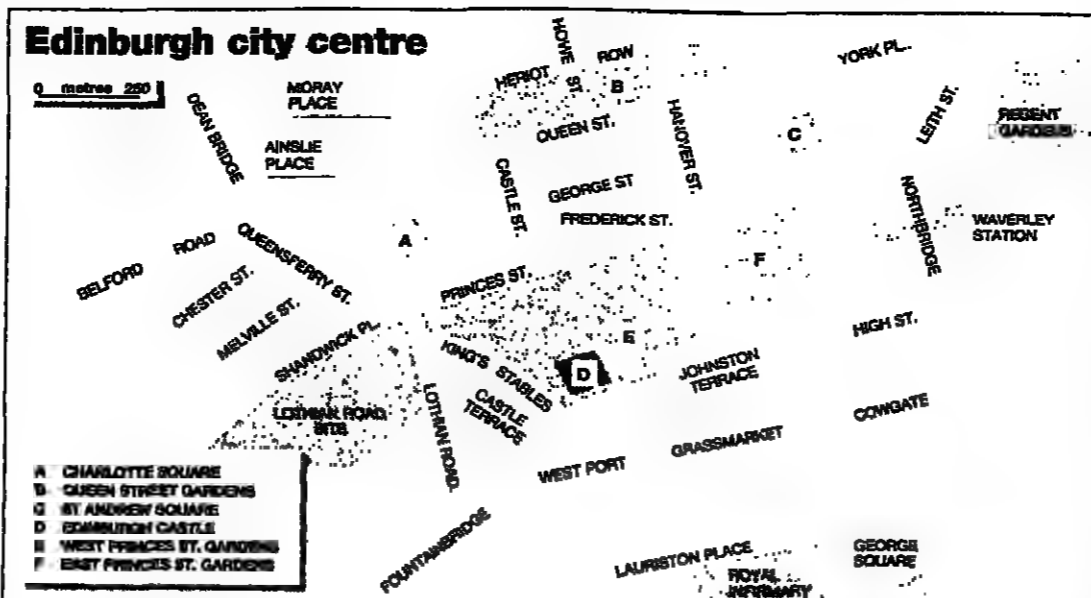 Edinburgh city centre
0 metres 250
MORAY
PLACE
DEAN BRIDGE
AINSLIE
PLACE
HOWE ST
HERIOT ROW
B
QUEEN ST.
HANOVER ST.
YORK PL.
C
LEITH ST.
REGENT
GARDENS
CASTLE ST.
GEORGE ST
FREDERICK ST.
NORTHBRIDGE
WAVERLEY
STATION
A
F
BELFORD ROAD
QUEENSFERRY ST.
CHESTER ST.
MELVILLE ST.
SHANDWICK PL.
PRINCES ST.
E
D
KING'S STABLES
CASTLE
TERRACE
JOHNSTON
TERRACE
HIGH ST.
COWGATE
GRASSMARKET
WEST PORT
LOTHIAN ROAD
SITE
LOTHIAN ROAD.
FOUNTAINBRIDGE
LAURISTON PLACE
ROYAL
INFIRMARY
GEORGE
SQUARE
A CHARLOTTE SQUARE
B QUEEN STREET GARDENS
C ST ANDREW SQUARE
D EDINBURGH CASTLE
E WEST PRINCES ST. GARDENS
F EAST PRINCES ST. GARDENS